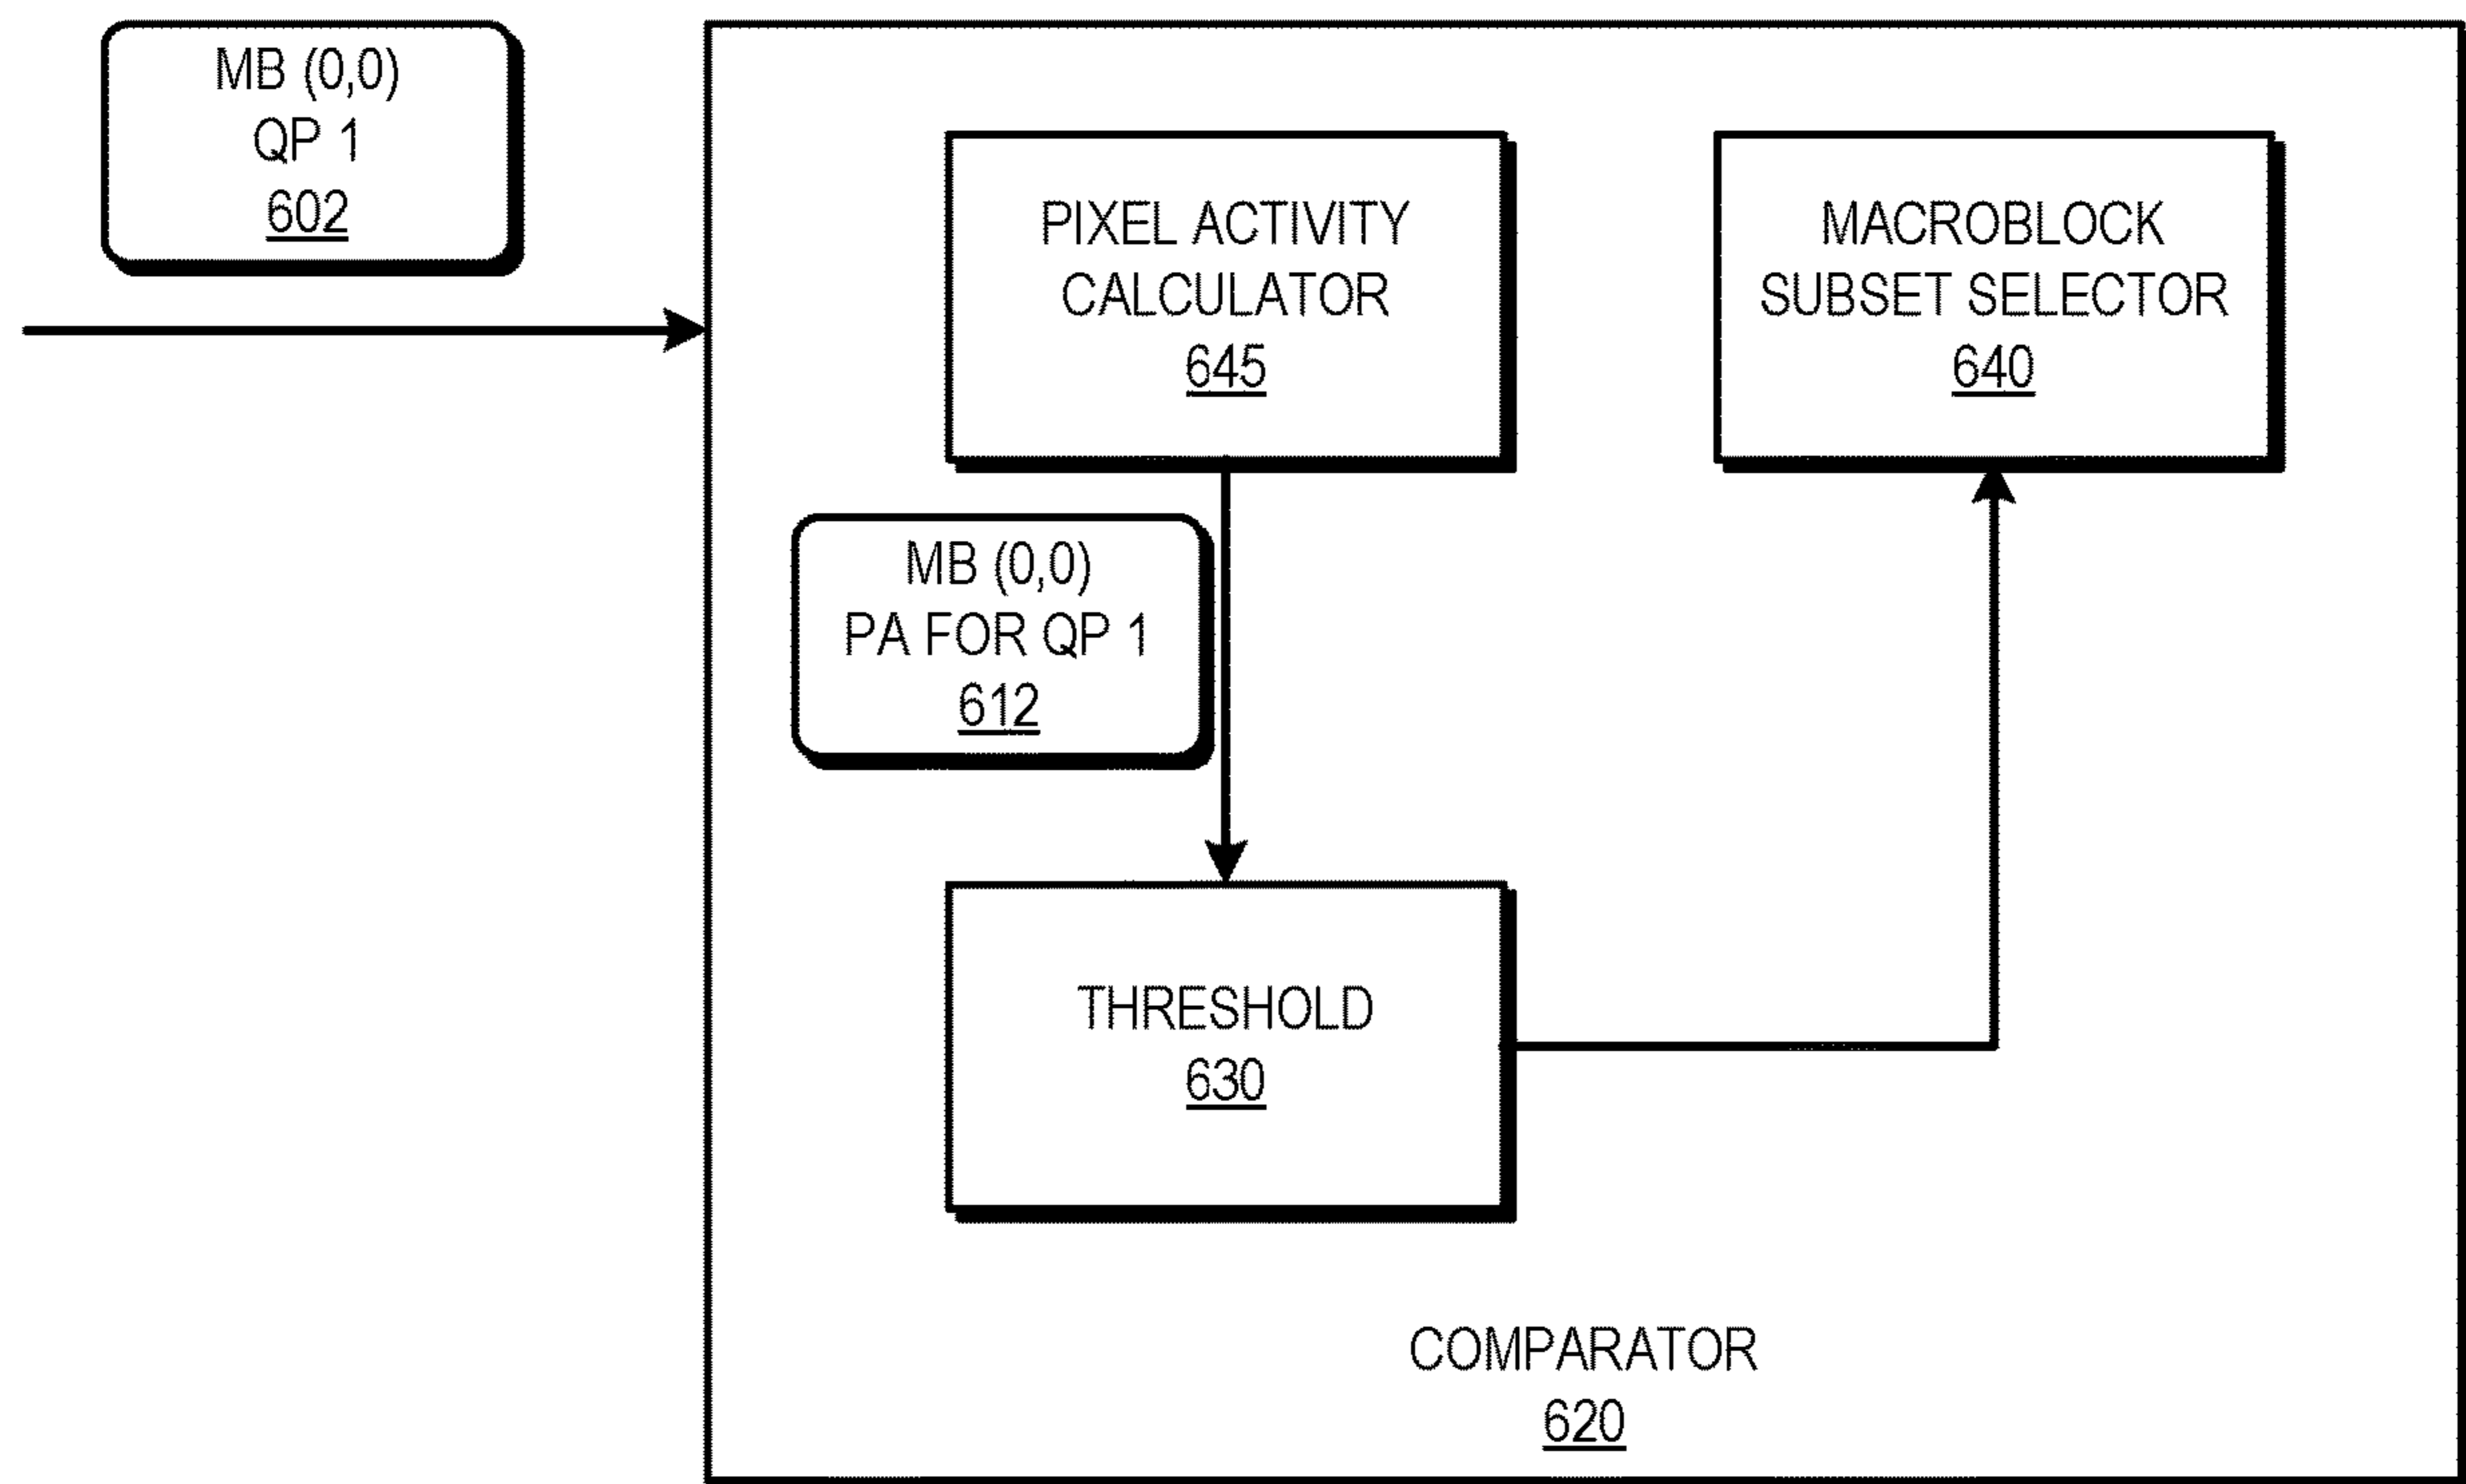 MB (0,0)
QP 1
602
PIXEL ACTIVITY
CALCULATOR
645
MACROBLOCK
SUBSET SELECTOR
640
MB (0,0)
PA FOR QP 1
612
THRESHOLD
630
COMPARATOR
620